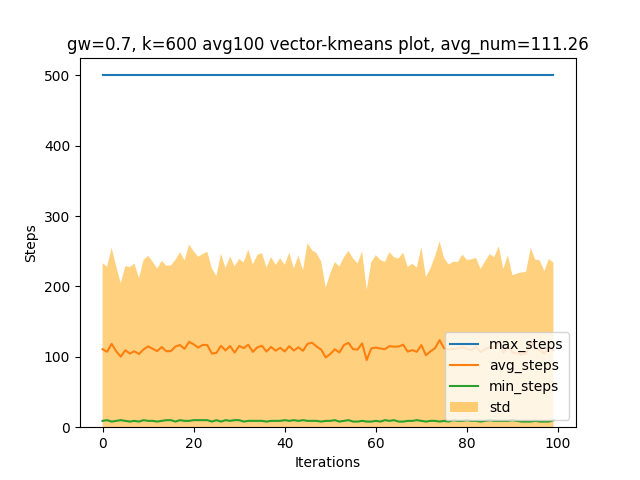 gw=0.7, k=600 avg100 vector-kmeans plot, avg_num=111.26
500
400
300
200
100
0
Steps
max_steps
avg_steps
min_steps
std
0 20 40 60 80 100
Iterations